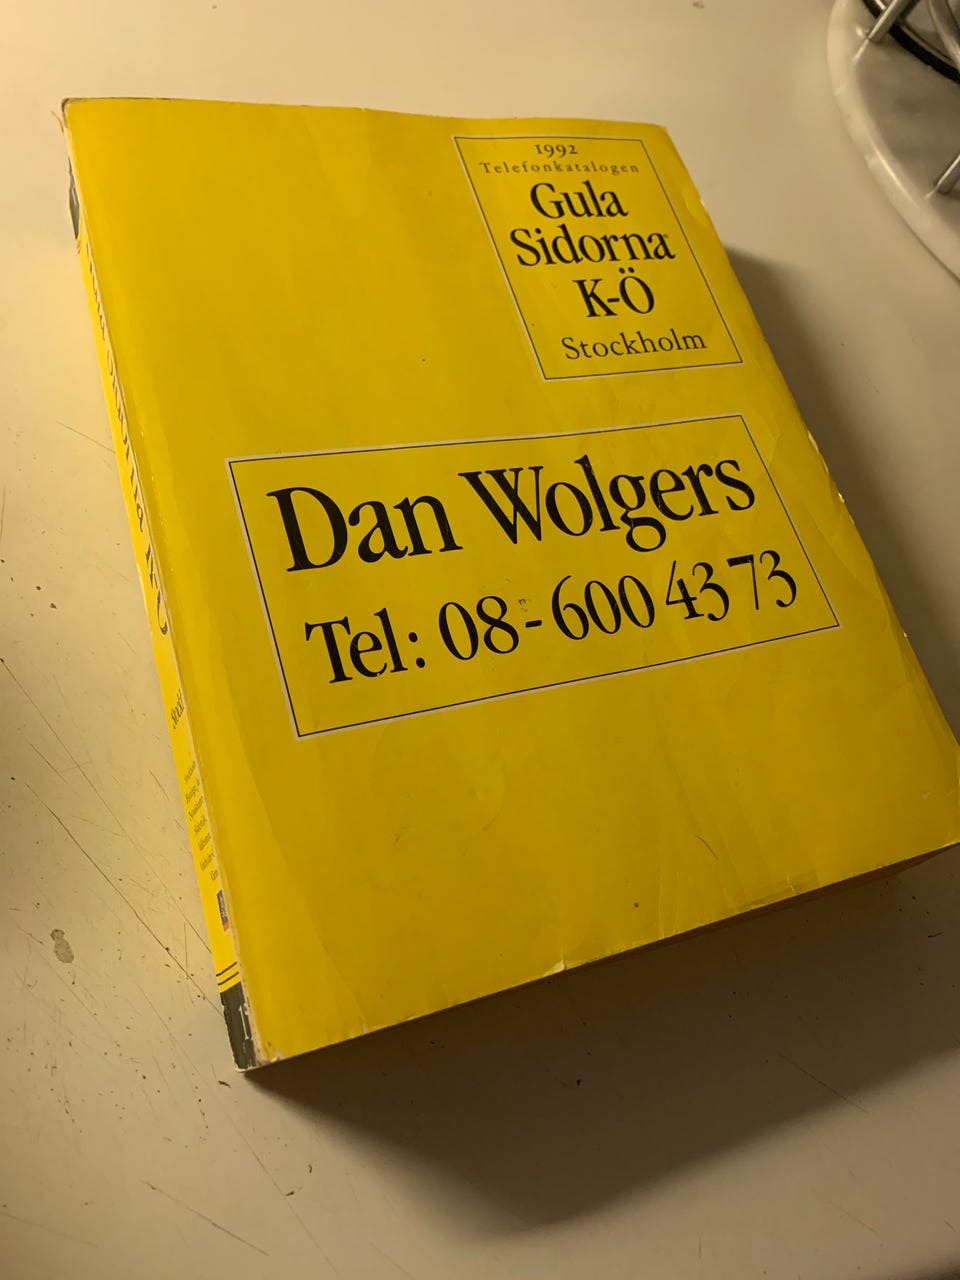 1992
Telefonkatalogen
Gula
Sidorna
K-Ö
Stockholm
Dan Wolgers
Tel: 08-600 43 73